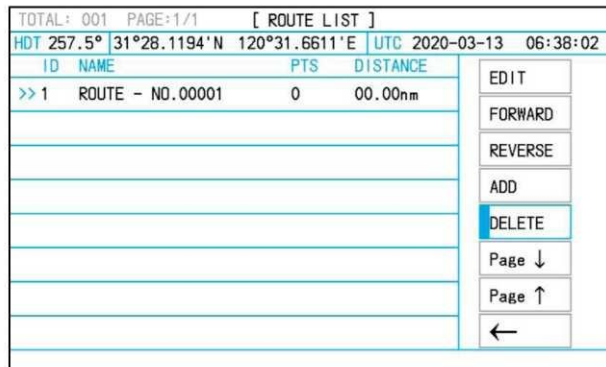 TOTAL: 001 PAGE:1/1 [ ROUTE LIST ]
HDT 257.5° 31°28.1194'N 120°31.6611'E UTC 2020-03-13 06:38:02
ID NAME PTS DISTANCE
>> 1 ROUTE - NO.00001 0 00.00nm
EDIT
FORWARD
REVERSE
ADD
DELETE
Page ↓
Page ↑
←